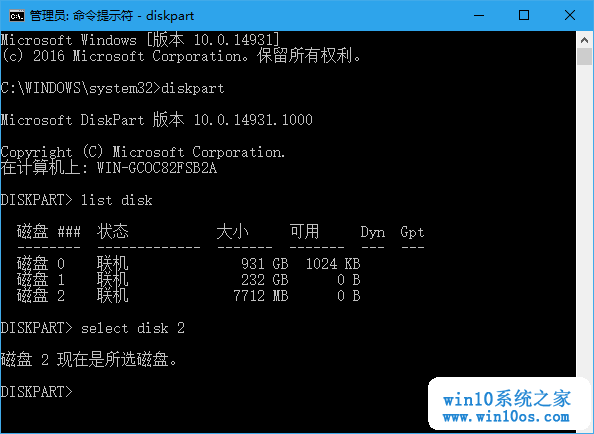 管理员: 命令提示符 - diskpart
Microsoft Windows [版本 10.0.14931]
(c) 2016 Microsoft Corporation。保留所有权利。
C:\WINDOWS\system32>diskpart
Microsoft DiskPart 版本 10.0.14931.1000
Copyright (C) Microsoft Corporation.
在计算机上: WIN-GCOC82FSB2A
DISKPART> list disk
磁盘 ###  状态           大小     可用     Dyn  Gpt
--------  -------------  -------  -------  ---  ---
磁盘 0    联机              931 GB  1024 KB
磁盘 1    联机              232 GB      0 B
磁盘 2    联机             7712 MB      0 B
DISKPART> select disk 2
磁盘 2 现在是所选磁盘。
DISKPART>
win10系统之家
www.win10os.com